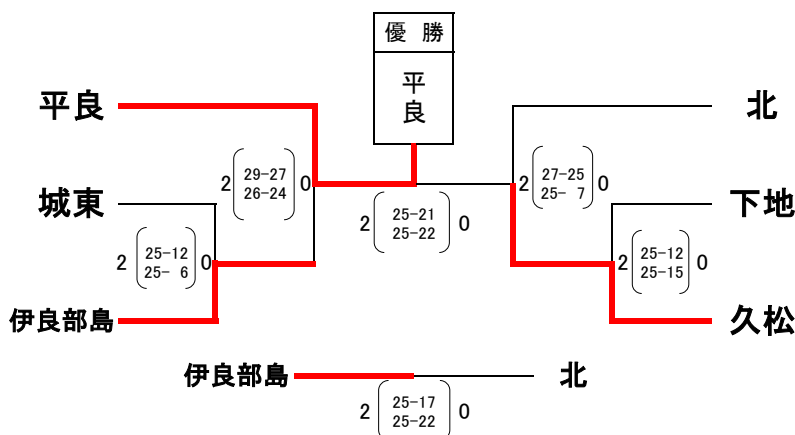 優 勝
平
良
平良
北
2 29-27 0
26-24
2 27-25 0
25- 7
城東
下地
2 25-21 0
25-22
2 25-12 0
25- 6
2 25-12 0
25-15
伊良部島
久松
伊良部島
北
2 25-17 0
25-22